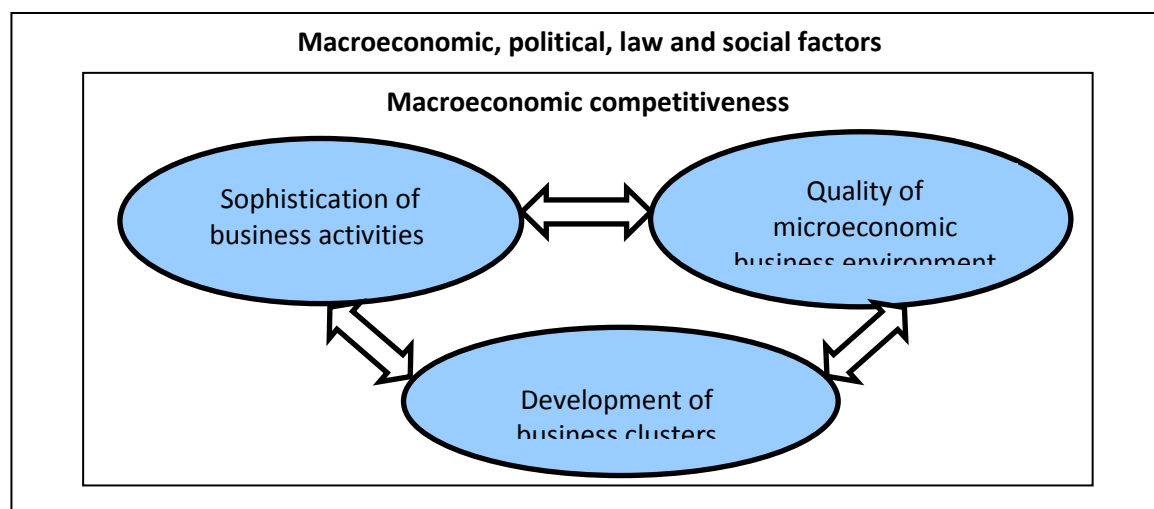 Macroeconomic, political, law and social factors
Macroeconomic competitiveness
Sophistication of
business activities
Quality of
microeconomic
business environment
Development of
business clusters